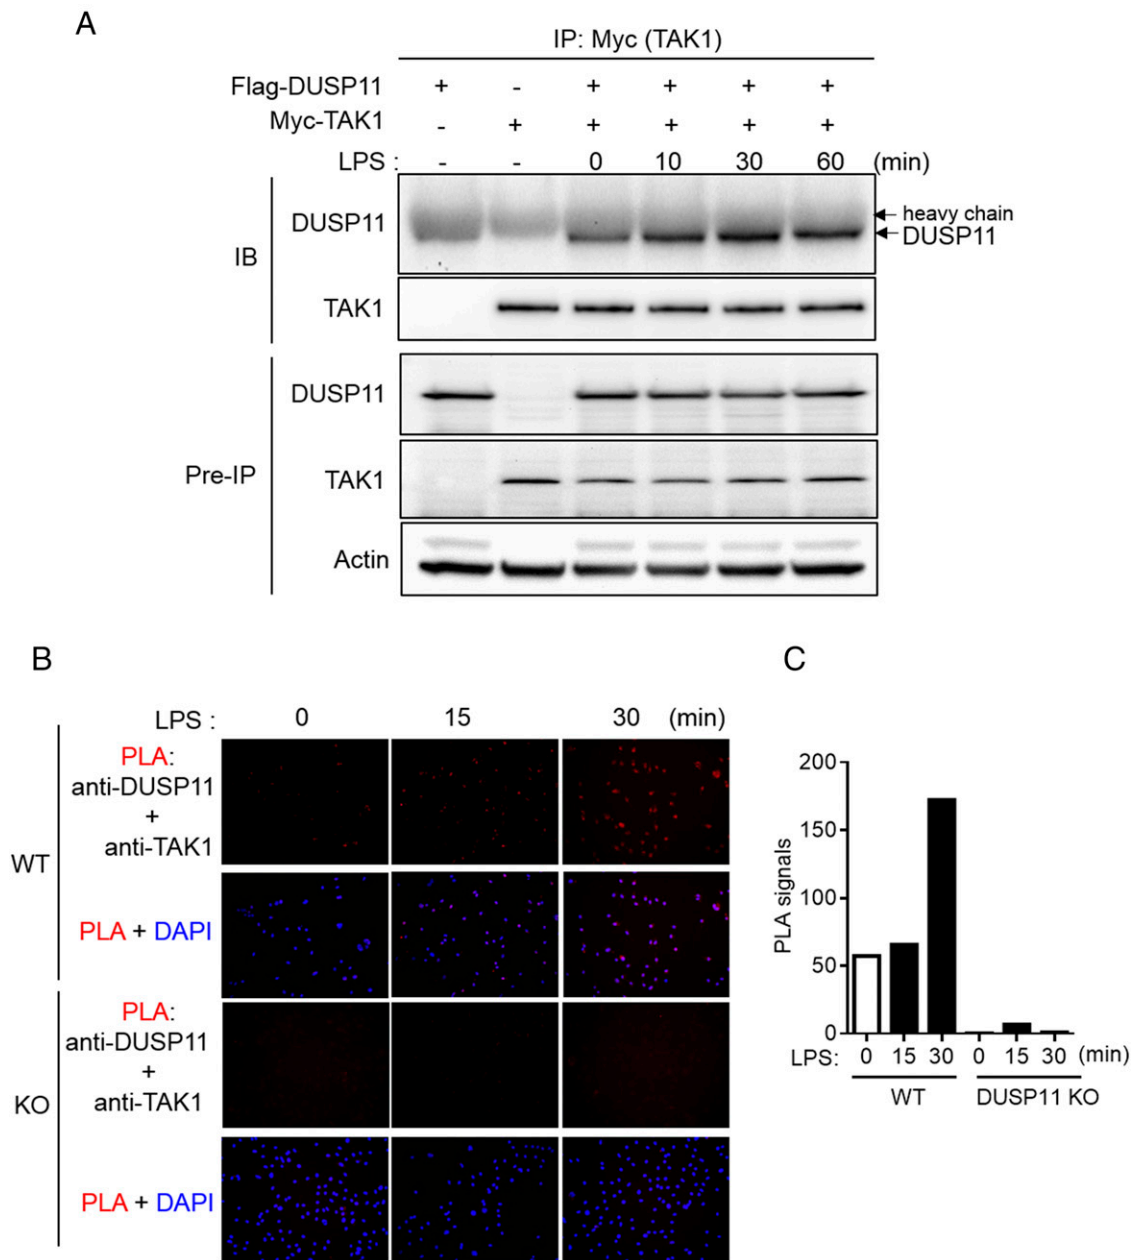 A
IP: Myc (TAK1)
Flag-DUSP11 + - + + + +
Myc-TAK1 - + + + + +
LPS : - - 0 10 30 60 (min)
IB
DUSP11
heavy chain
DUSP11
TAK1
Pre-IP
DUSP11
TAK1
Actin
B
LPS : 0 15 30 (min)
WT
PLA:
anti-DUSP11
+
anti-TAK1
PLA + DAPI
KO
PLA:
anti-DUSP11
+
anti-TAK1
PLA + DAPI
C
PLA signals
200
150
100
50
0
LPS: 0 15 30 0 15 30 (min)
WT DUSP11 KO